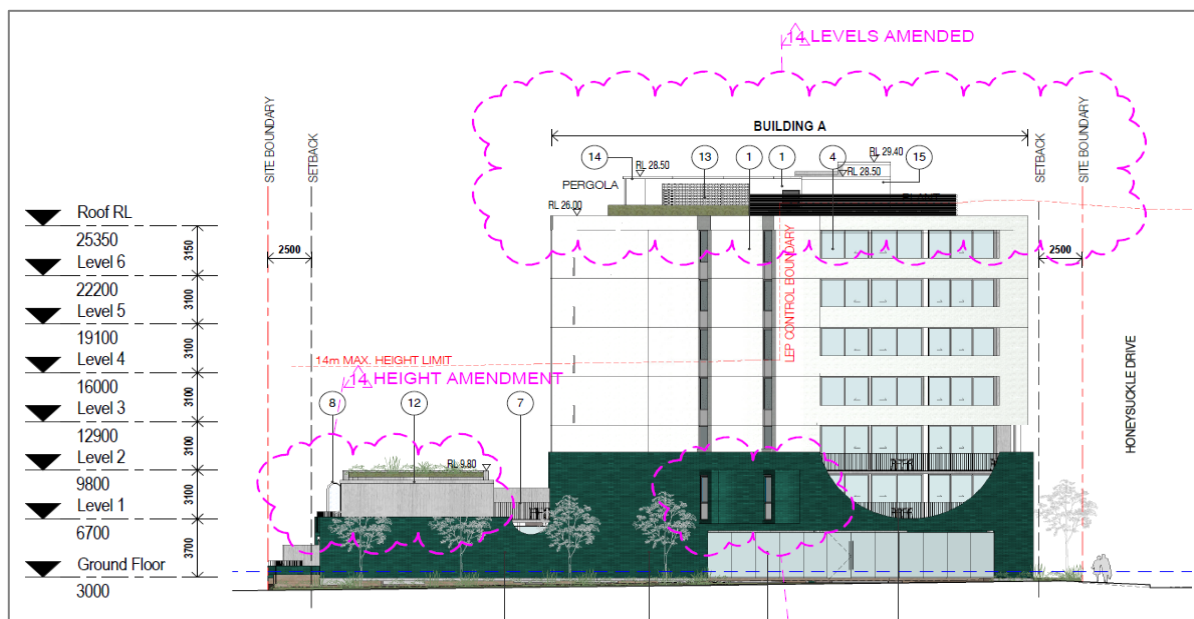 14 LEVELS AMENDED
BUILDING A
SITE BOUNDARY
SETBACK
SETBACK
SITE BOUNDARY
14
13
1
1
4
15
RL 29.40
RL 28.50
RL 28.50
PERGOLA
PLANT
RL 26.00
Roof RL
25350
3150
Level 6
22200
3100
Level 5
19100
3100
Level 4
16000
3100
Level 3
12900
3100
Level 2
9800
3100
Level 1
6700
3700
Ground Floor
3000
2500
2500
LEP CONTROL BOUNDARY
14m MAX. HEIGHT LIMIT
14 HEIGHT AMENDMENT
8
12
7
RL 9.80
HONEYSUCKLE DRIVE